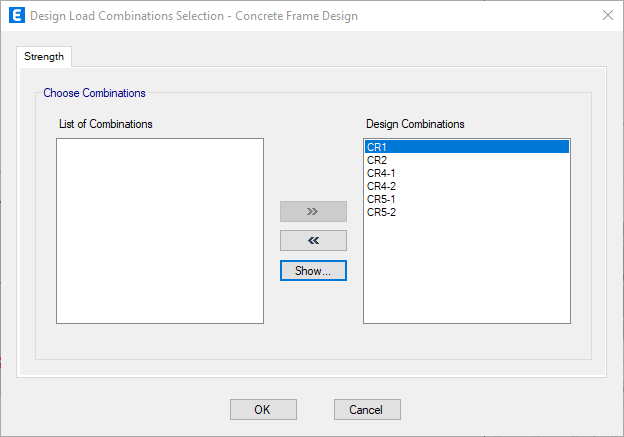 E Design Load Combinations Selection - Concrete Frame Design
Strength
Choose Combinations
List of Combinations
Design Combinations
CR1
CR2
CR4-1
CR4-2
CR5-1
CR5-2
>>
<<
Show...
OK
Cancel